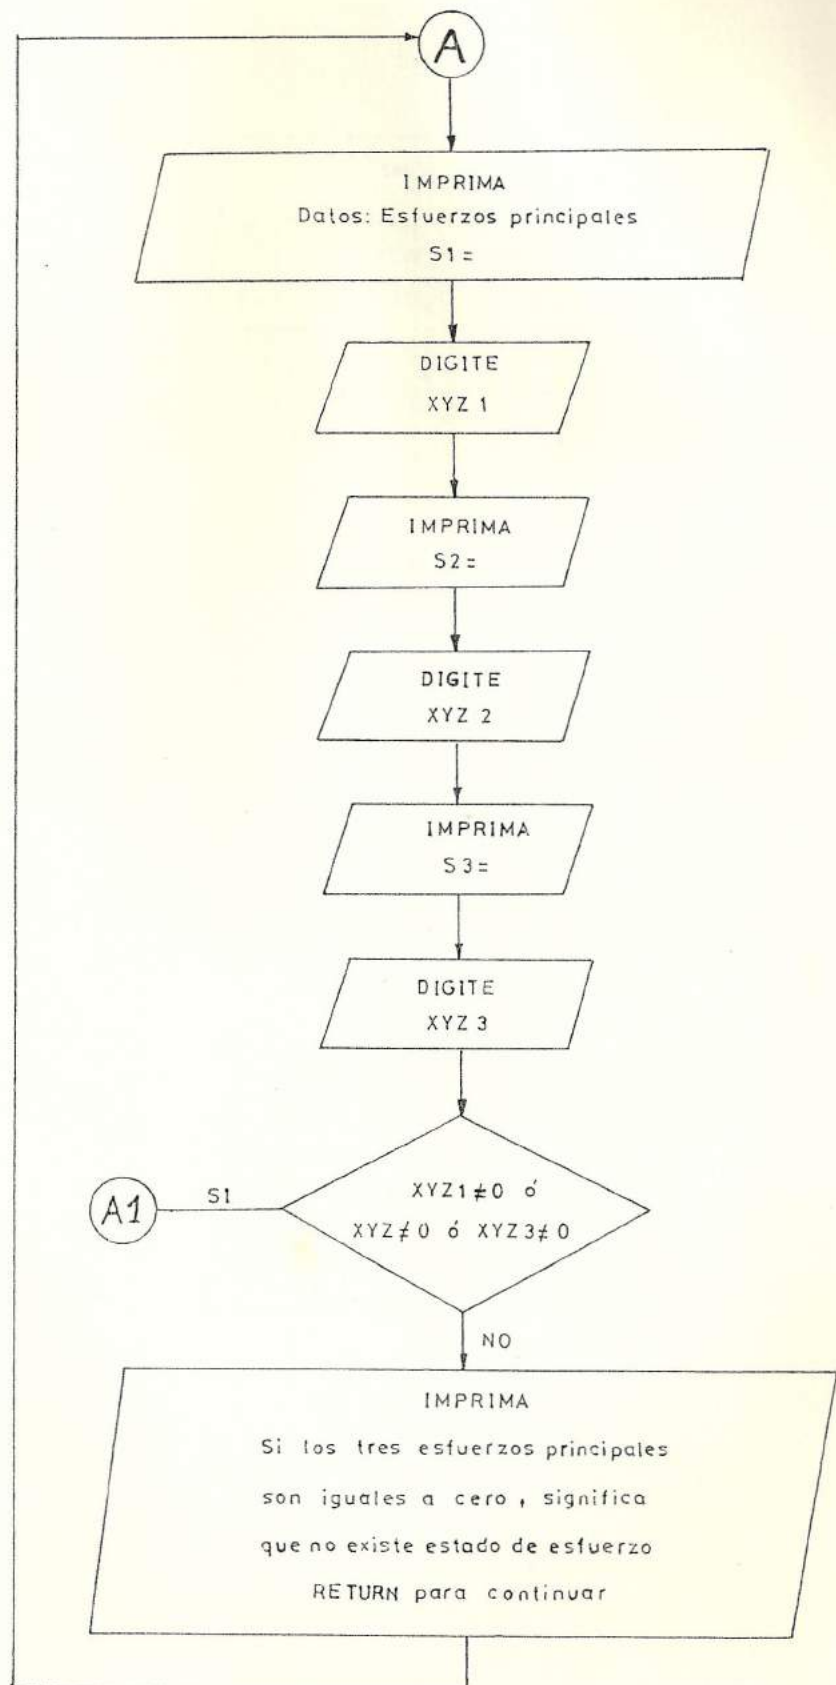 A
IMPRIMA
Datos: Esfuerzos principales
S1=
DIGITE
XYZ 1
IMPRIMA
S2=
DIGITE
XYZ 2
IMPRIMA
S3=
DIGITE
XYZ 3
A1
SI
XYZ1≠0 ó
XYZ≠0 ó XYZ3≠0
NO
IMPRIMA
Si los tres esfuerzos principales
son iguales a cero, significa
que no existe estado de esfuerzo
RETURN para continuar